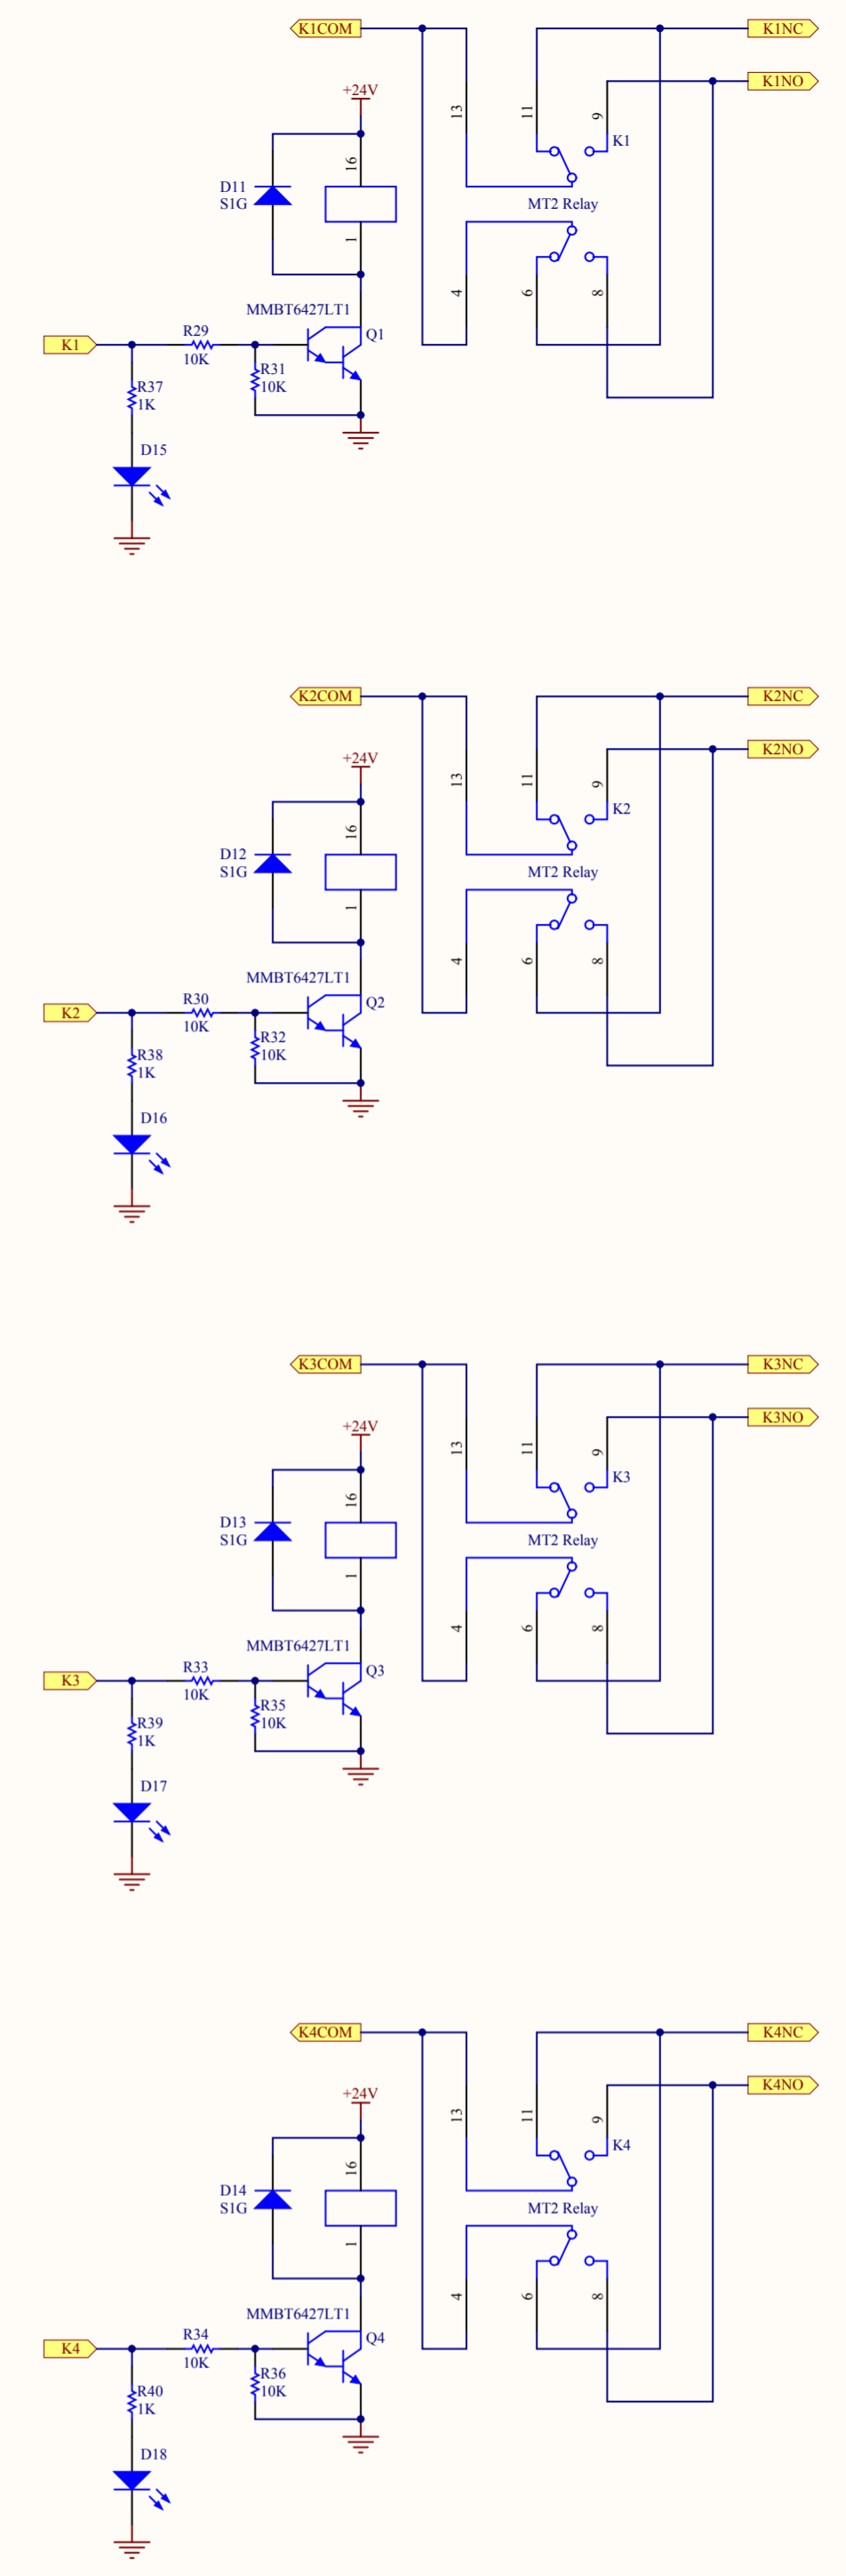 K1COM
K1NC
+24V
K1NO
13
11
9
K1
16
D11
S1G
MT2 Relay
1
4
6
8
MMBT6427LT1
K1
R29
10K
Q1
R31
10K
R37
1K
D15
K2COM
K2NC
+24V
K2NO
13
11
9
K2
16
D12
S1G
MT2 Relay
1
4
6
8
MMBT6427LT1
K2
R30
10K
Q2
R32
10K
R38
1K
D16
K3COM
K3NC
+24V
K3NO
13
11
9
K3
16
D13
S1G
MT2 Relay
1
4
6
8
MMBT6427LT1
K3
R33
10K
Q3
R35
10K
R39
1K
D17
K4COM
K4NC
+24V
K4NO
13
11
9
K4
16
D14
S1G
MT2 Relay
1
4
6
8
MMBT6427LT1
K4
R34
10K
Q4
R36
10K
R40
1K
D18